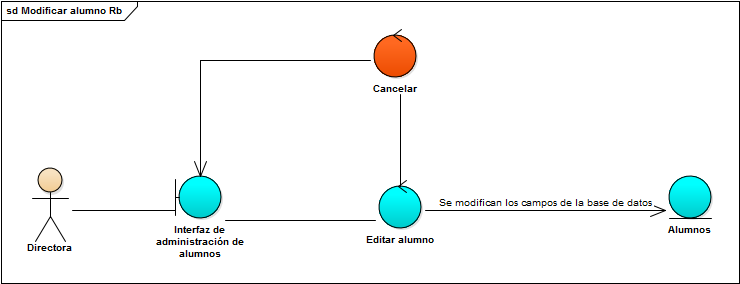 sd Modificar alumno Rb
Cancelar
Se modifican los campos de la base de datos
Directora
Interfaz de
administración de
alumnos
Editar alumno
Alumnos